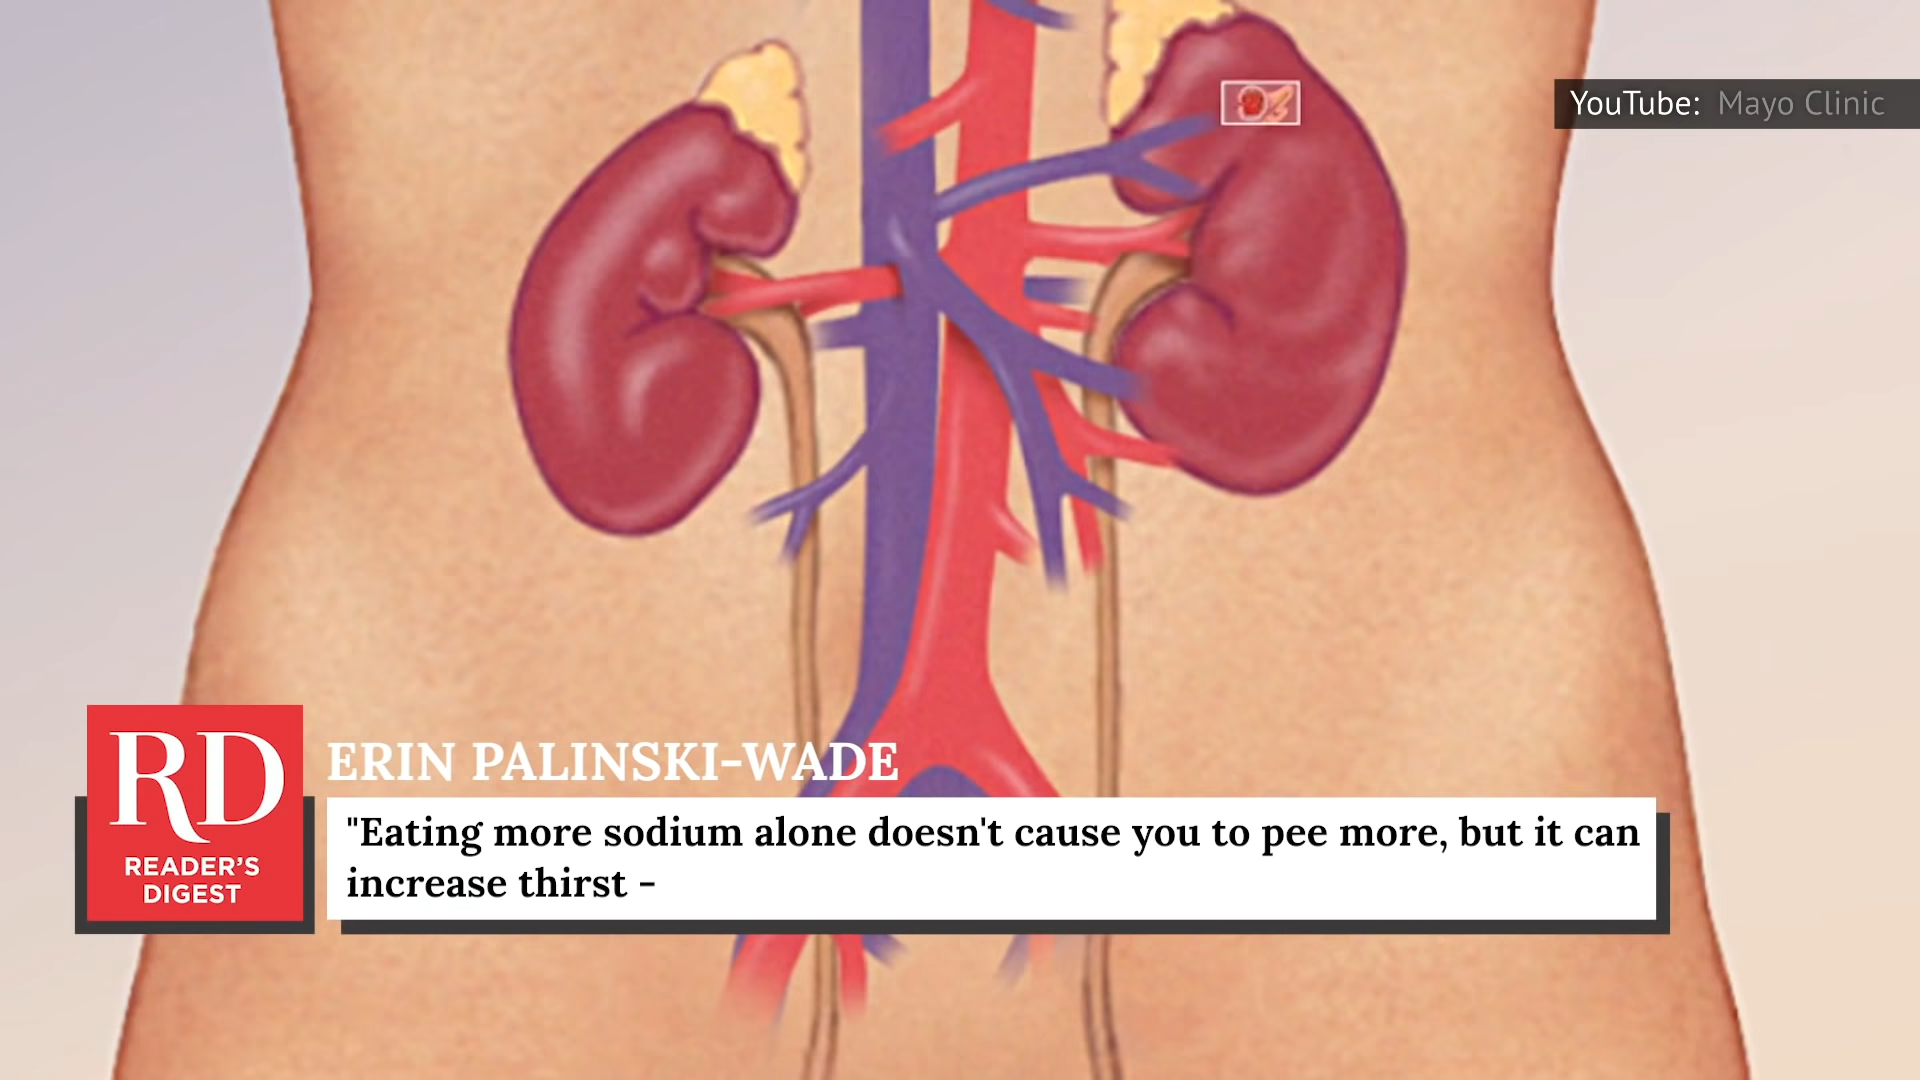 YouTube: Mayo Clinic
RD
READER'S
DIGEST
ERIN PALINSKI-WADE
"Eating more sodium alone doesn't cause you to pee more, but it can
increase thirst -